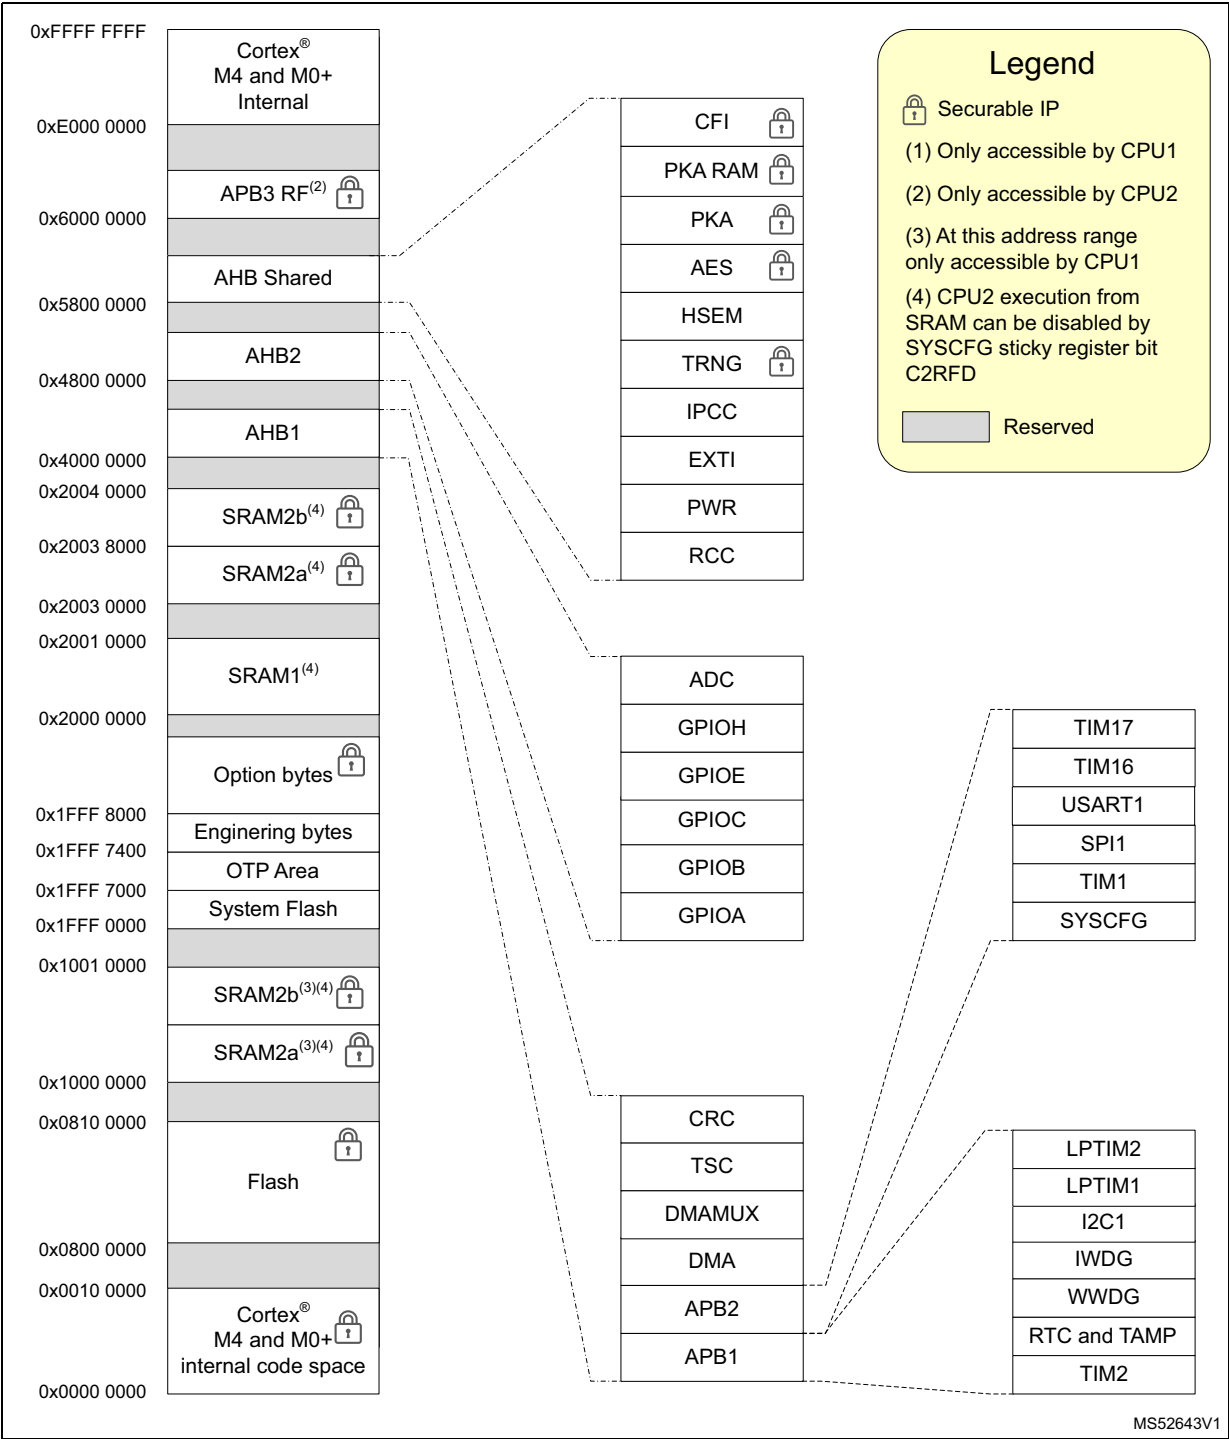 0xFFFF FFFF
Cortex®
M4 and M0+
Internal
0xE000 0000
APB3 RF(2)
0x6000 0000
AHB Shared
0x5800 0000
AHB2
0x4800 0000
AHB1
0x4000 0000
0x2004 0000
SRAM2b(4)
0x2003 8000
SRAM2a(4)
0x2003 0000
0x2001 0000
SRAM1(4)
0x2000 0000
Option bytes
0x1FFF 8000
Enginering bytes
0x1FFF 7400
OTP Area
0x1FFF 7000
System Flash
0x1FFF 0000
0x1001 0000
SRAM2b(3)(4)
SRAM2a(3)(4)
0x1000 0000
0x0810 0000
Flash
0x0800 0000
0x0010 0000
Cortex®
M4 and M0+
internal code space
0x0000 0000
CFI
PKA RAM
PKA
AES
HSEM
TRNG
IPCC
EXTI
PWR
RCC
ADC
GPIOH
GPIOE
GPIOC
GPIOB
GPIOA
CRC
TSC
DMAMUX
DMA
APB2
APB1
Legend
Securable IP
(1) Only accessible by CPU1
(2) Only accessible by CPU2
(3) At this address range
only accessible by CPU1
(4) CPU2 execution from
SRAM can be disabled by
SYSCFG sticky register bit
C2RFD
Reserved
TIM17
TIM16
USART1
SPI1
TIM1
SYSCFG
LPTIM2
LPTIM1
I2C1
IWDG
WWDG
RTC and TAMP
TIM2
MS52643V1